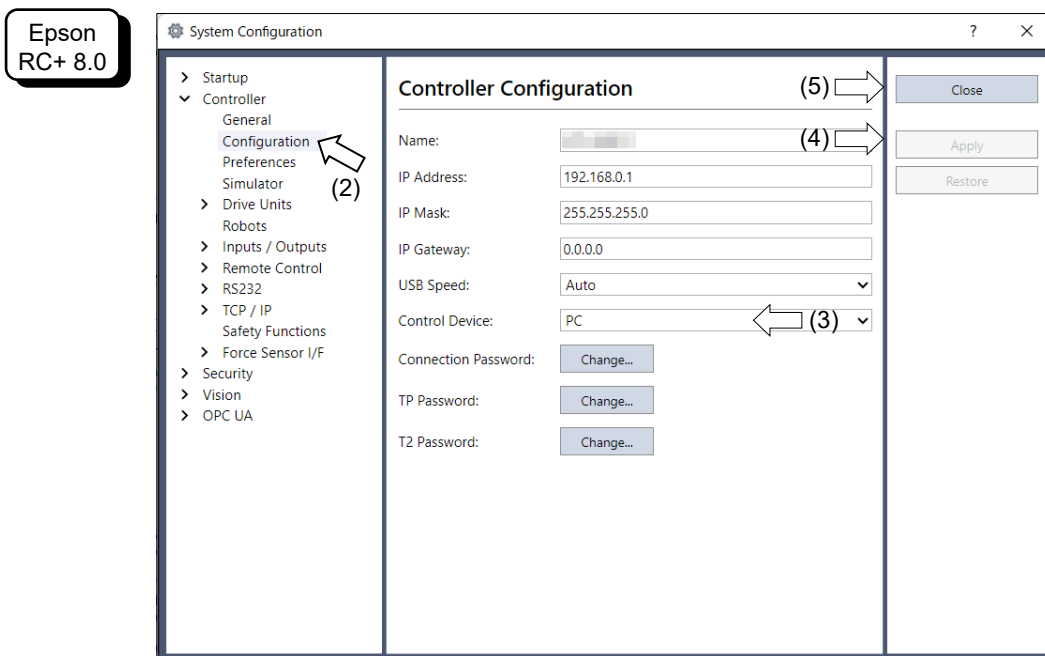 Epson
RC+ 8.0
System Configuration
?
Startup
Controller
General
Configuration
Preferences
Simulator
(2)
Drive Units
Robots
Inputs / Outputs
Remote Control
RS232
TCP / IP
Safety Functions
Force Sensor I/F
Security
Vision
OPC UA
Controller Configuration
(5)
Close
Name:
(4)
Apply
IP Address: 192.168.0.1
Restore
IP Mask: 255.255.255.0
IP Gateway: 0.0.0.0
USB Speed: Auto
Control Device: PC
(3)
Connection Password: Change...
TP Password: Change...
T2 Password: Change...